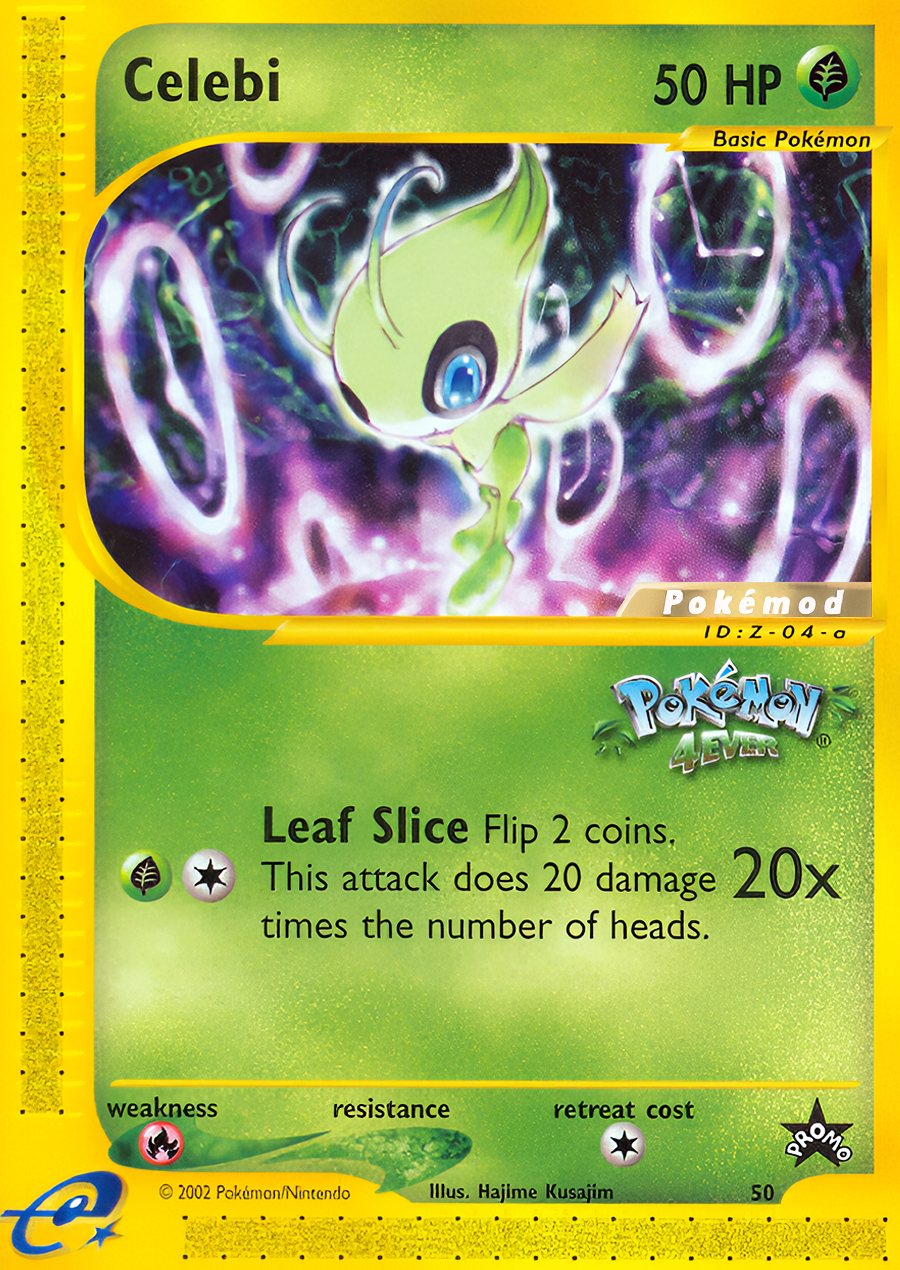 Celebi
50 HP
Basic Pokémon
Pokémod
ID:Z-04-a
POKéMON
4EVER
®
Leaf Slice Flip 2 coins.
This attack does 20 damage
times the number of heads.
20x
weakness
resistance
retreat cost
PROMO
© 2002 Pokémon/Nintendo
Illus. Hajime Kusajim
50
e